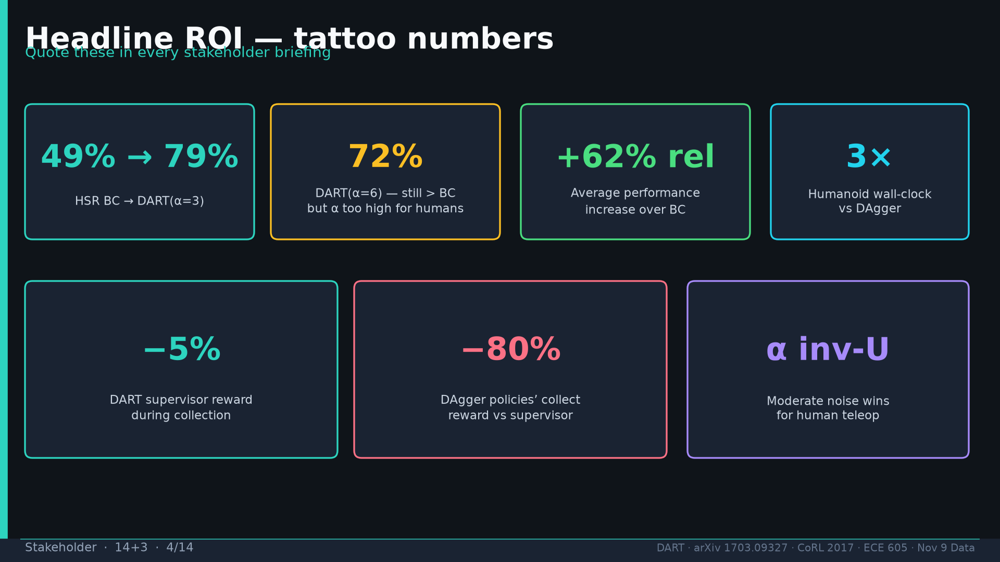 Headline ROI — tattoo numbers
Quote these in every stakeholder briefing
49% → 79%
HSR BC → DART(α=3)
72%
DART(α=6) — still > BC
but α too high for humans
+62% rel
Average performance
increase over BC
3×
Humanoid wall-clock
vs DAgger
−5%
DART supervisor reward
during collection
−80%
DAgger policies’ collect
reward vs supervisor
α inv-U
Moderate noise wins
for human teleop
Stakeholder · 14+3 · 4/14
DART · arXiv 1703.09327 · CoRL 2017 · ECE 605 · Nov 9 Data